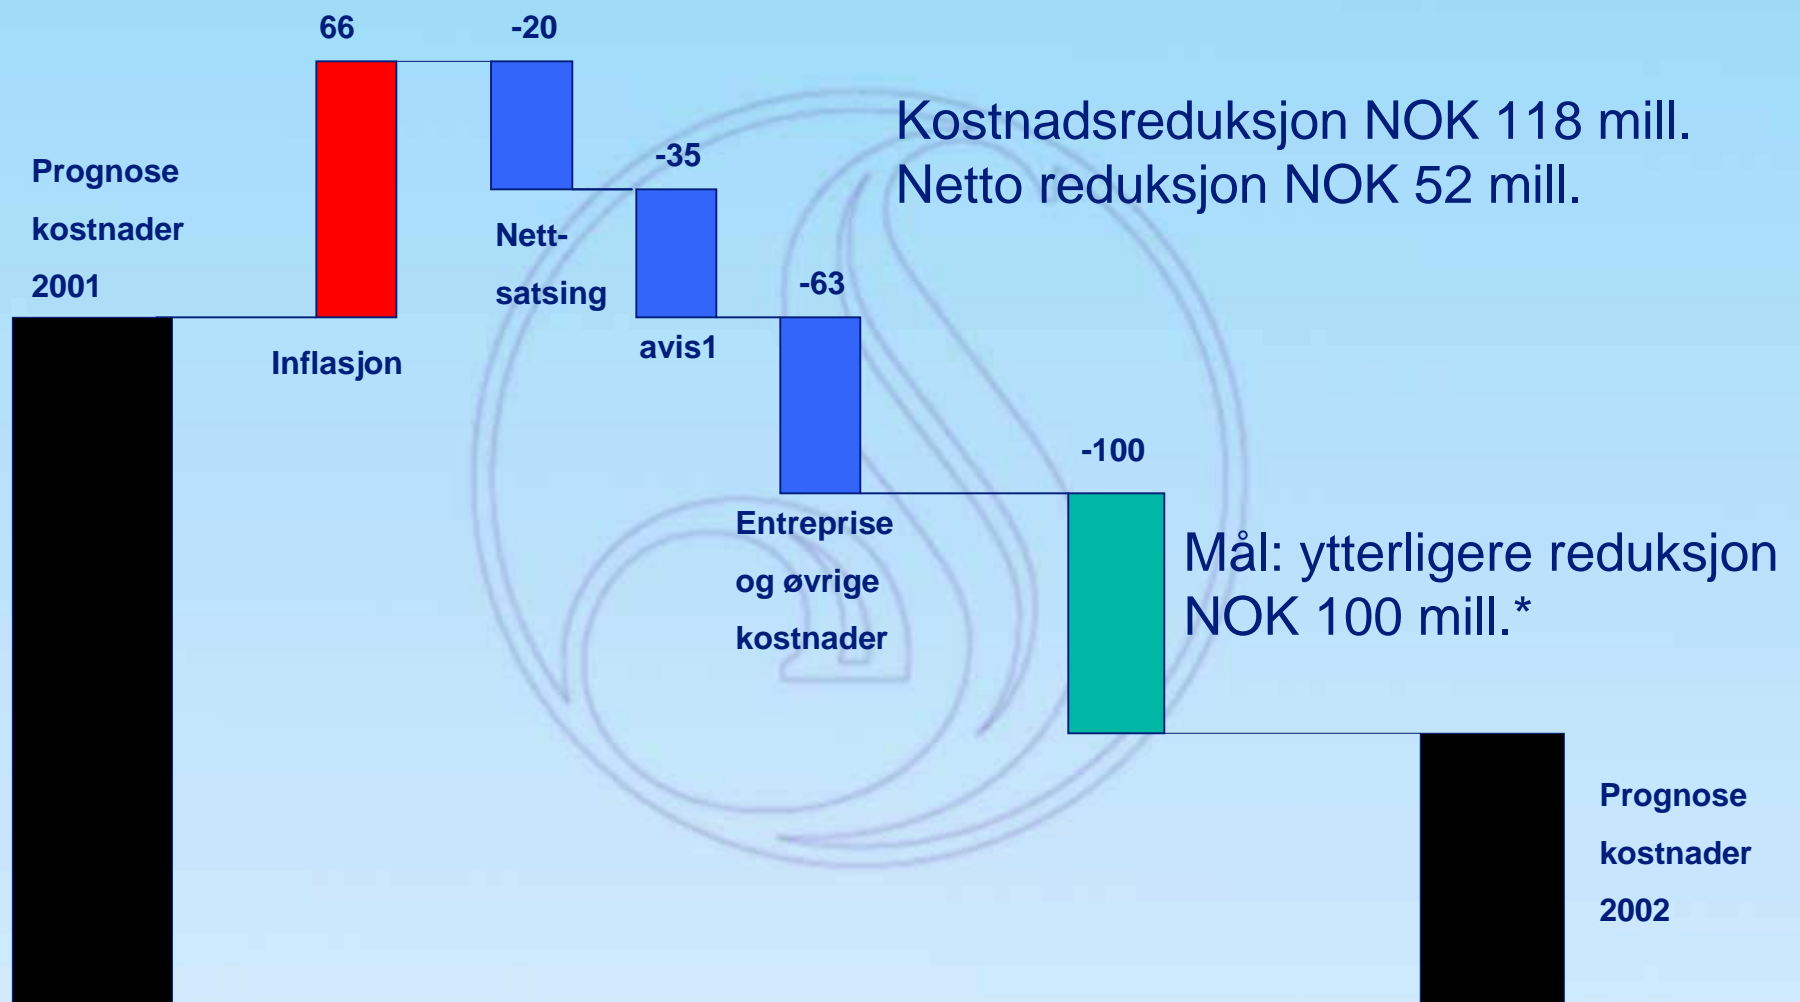 66
-20
Kostnadsreduksjon NOK 118 mill.
Netto reduksjon NOK 52 mill.
-35
Prognose
kostnader
2001
Nett-
satsing
-63
avis1
Inflasjon
-100
Entreprise
og øvrige
kostnader
Mål: ytterligere reduksjon
NOK 100 mill.*
Prognose
kostnader
2002